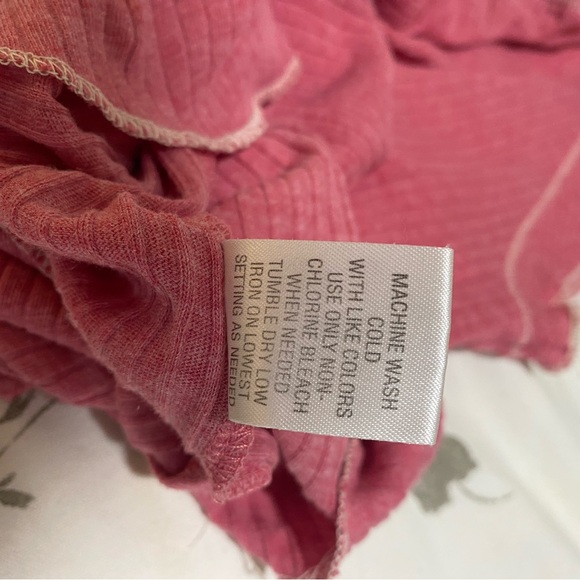 MACHINE WASH
COLD
WITH LIKE COLORS
USE ONLY NON-
CHLORINE BLEACH
WHEN NEEDED
TUMBLE DRY LOW
IRON ON LOWEST
SETTING AS NEEDED